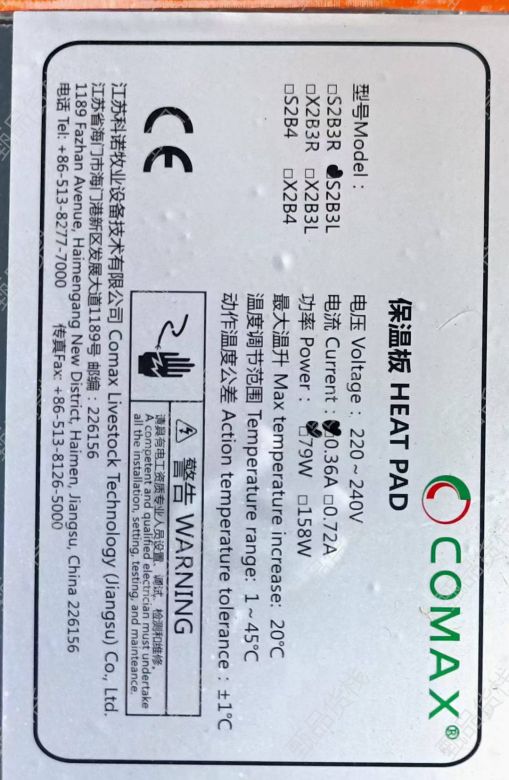 COMAX®
保温板 HEAT PAD
型号Model：
□S2B3R □S2B3L
□X2B3R □X2B3L
□S2B4 □X2B4
电压 Voltage：220～240V
电流 Current：□0.36A □0.72A
功率 Power：□79W □158W
最大温升 Max temperature increase: 20℃
温度调节范围 Temperature range: 1～45℃
动作温度公差 Action temperature tolerance：±1℃
CE
警告 WARNING
请具有电工资质专业人员设置、调试、检测和维修。
A competent and qualified electrician must undertake
all the installation, setting, testing, and mainteance.
江苏科诺牧业设备技术有限公司 Comax Livestock Technology (Jiangsu) Co., Ltd.
江苏省海门市海门港新区发展大道1189号 邮编：226156
1189 Fazhan Avenue, Haimengang New District, Haimen, Jiangsu, China 226156
电话 Tel: +86-513-8277-7000 传真Fax: +86-513-8126-5000